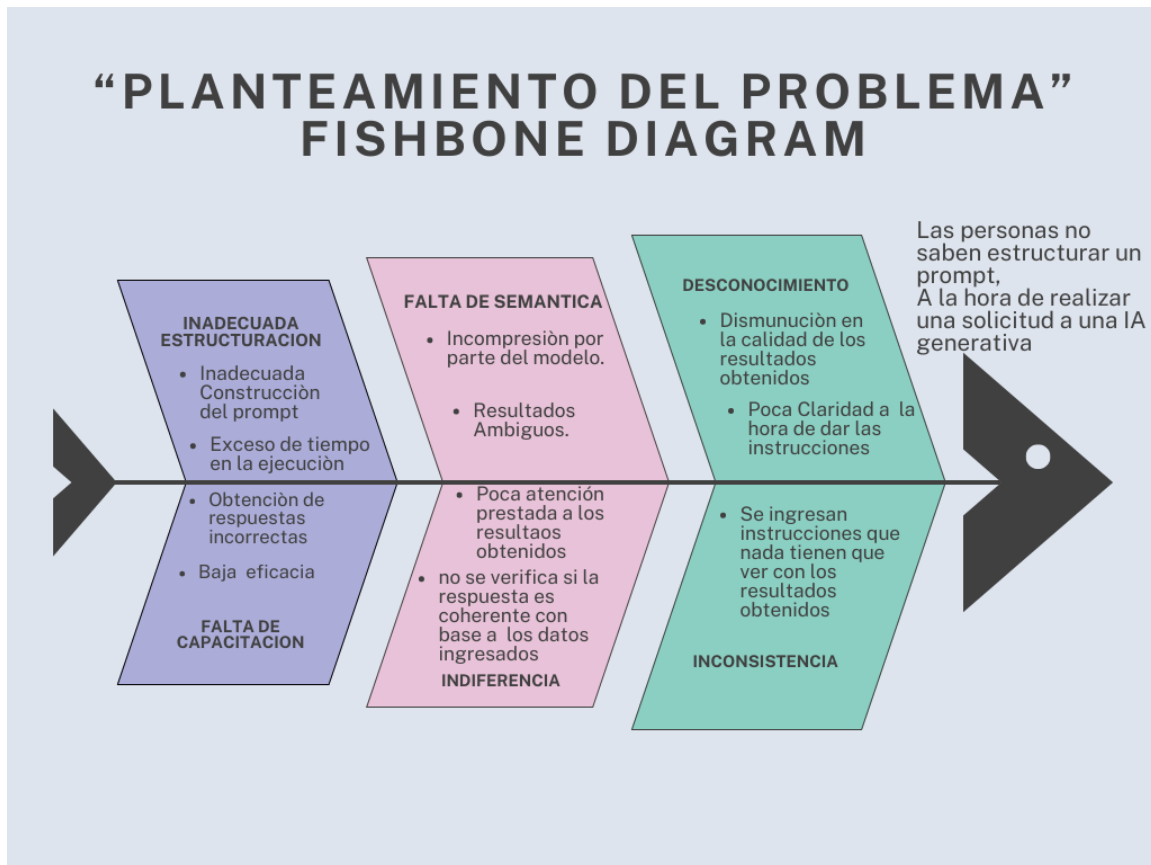 “PLANTEAMIENTO DEL PROBLEMA”
FISHBONE DIAGRAM
Las personas no
saben estructurar un
prompt,
A la hora de realizar
una solicitud a una IA
generativa
INADECUADA
ESTRUCTURACION
• Inadecuada
Construcciòn
del prompt
• Exceso de tiempo
en la ejecuciòn
FALTA DE SEMANTICA
• Incompresiòn por
parte del modelo.
• Resultados
Ambiguos.
DESCONOCIMIENTO
• Dismunuciòn en
la calidad de los
resultados
obtenidos
• Poca Claridad a la
hora de dar las
instrucciones
• Obtenciòn de
respuestas
incorrectas
• Baja eficacia
FALTA DE
CAPACITACION
• Poca atención
prestada a los
resultaos
obtenidos
• no se verifica si la
respuesta es
coherente con
base a los datos
ingresados
INDIFERENCIA
• Se ingresan
instrucciones que
nada tienen que
ver con los
resultados
obtenidos
INCONSISTENCIA